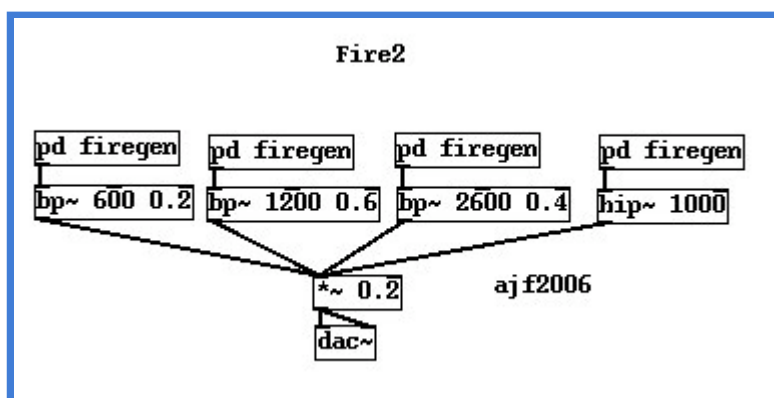 Fire2
pd firegen
pd firegen
pd firegen
pd firegen
bp~ 600 0.2
bp~ 1200 0.6
bp~ 2600 0.4
hip~ 1000
*~ 0.2
ajf2006
dac~